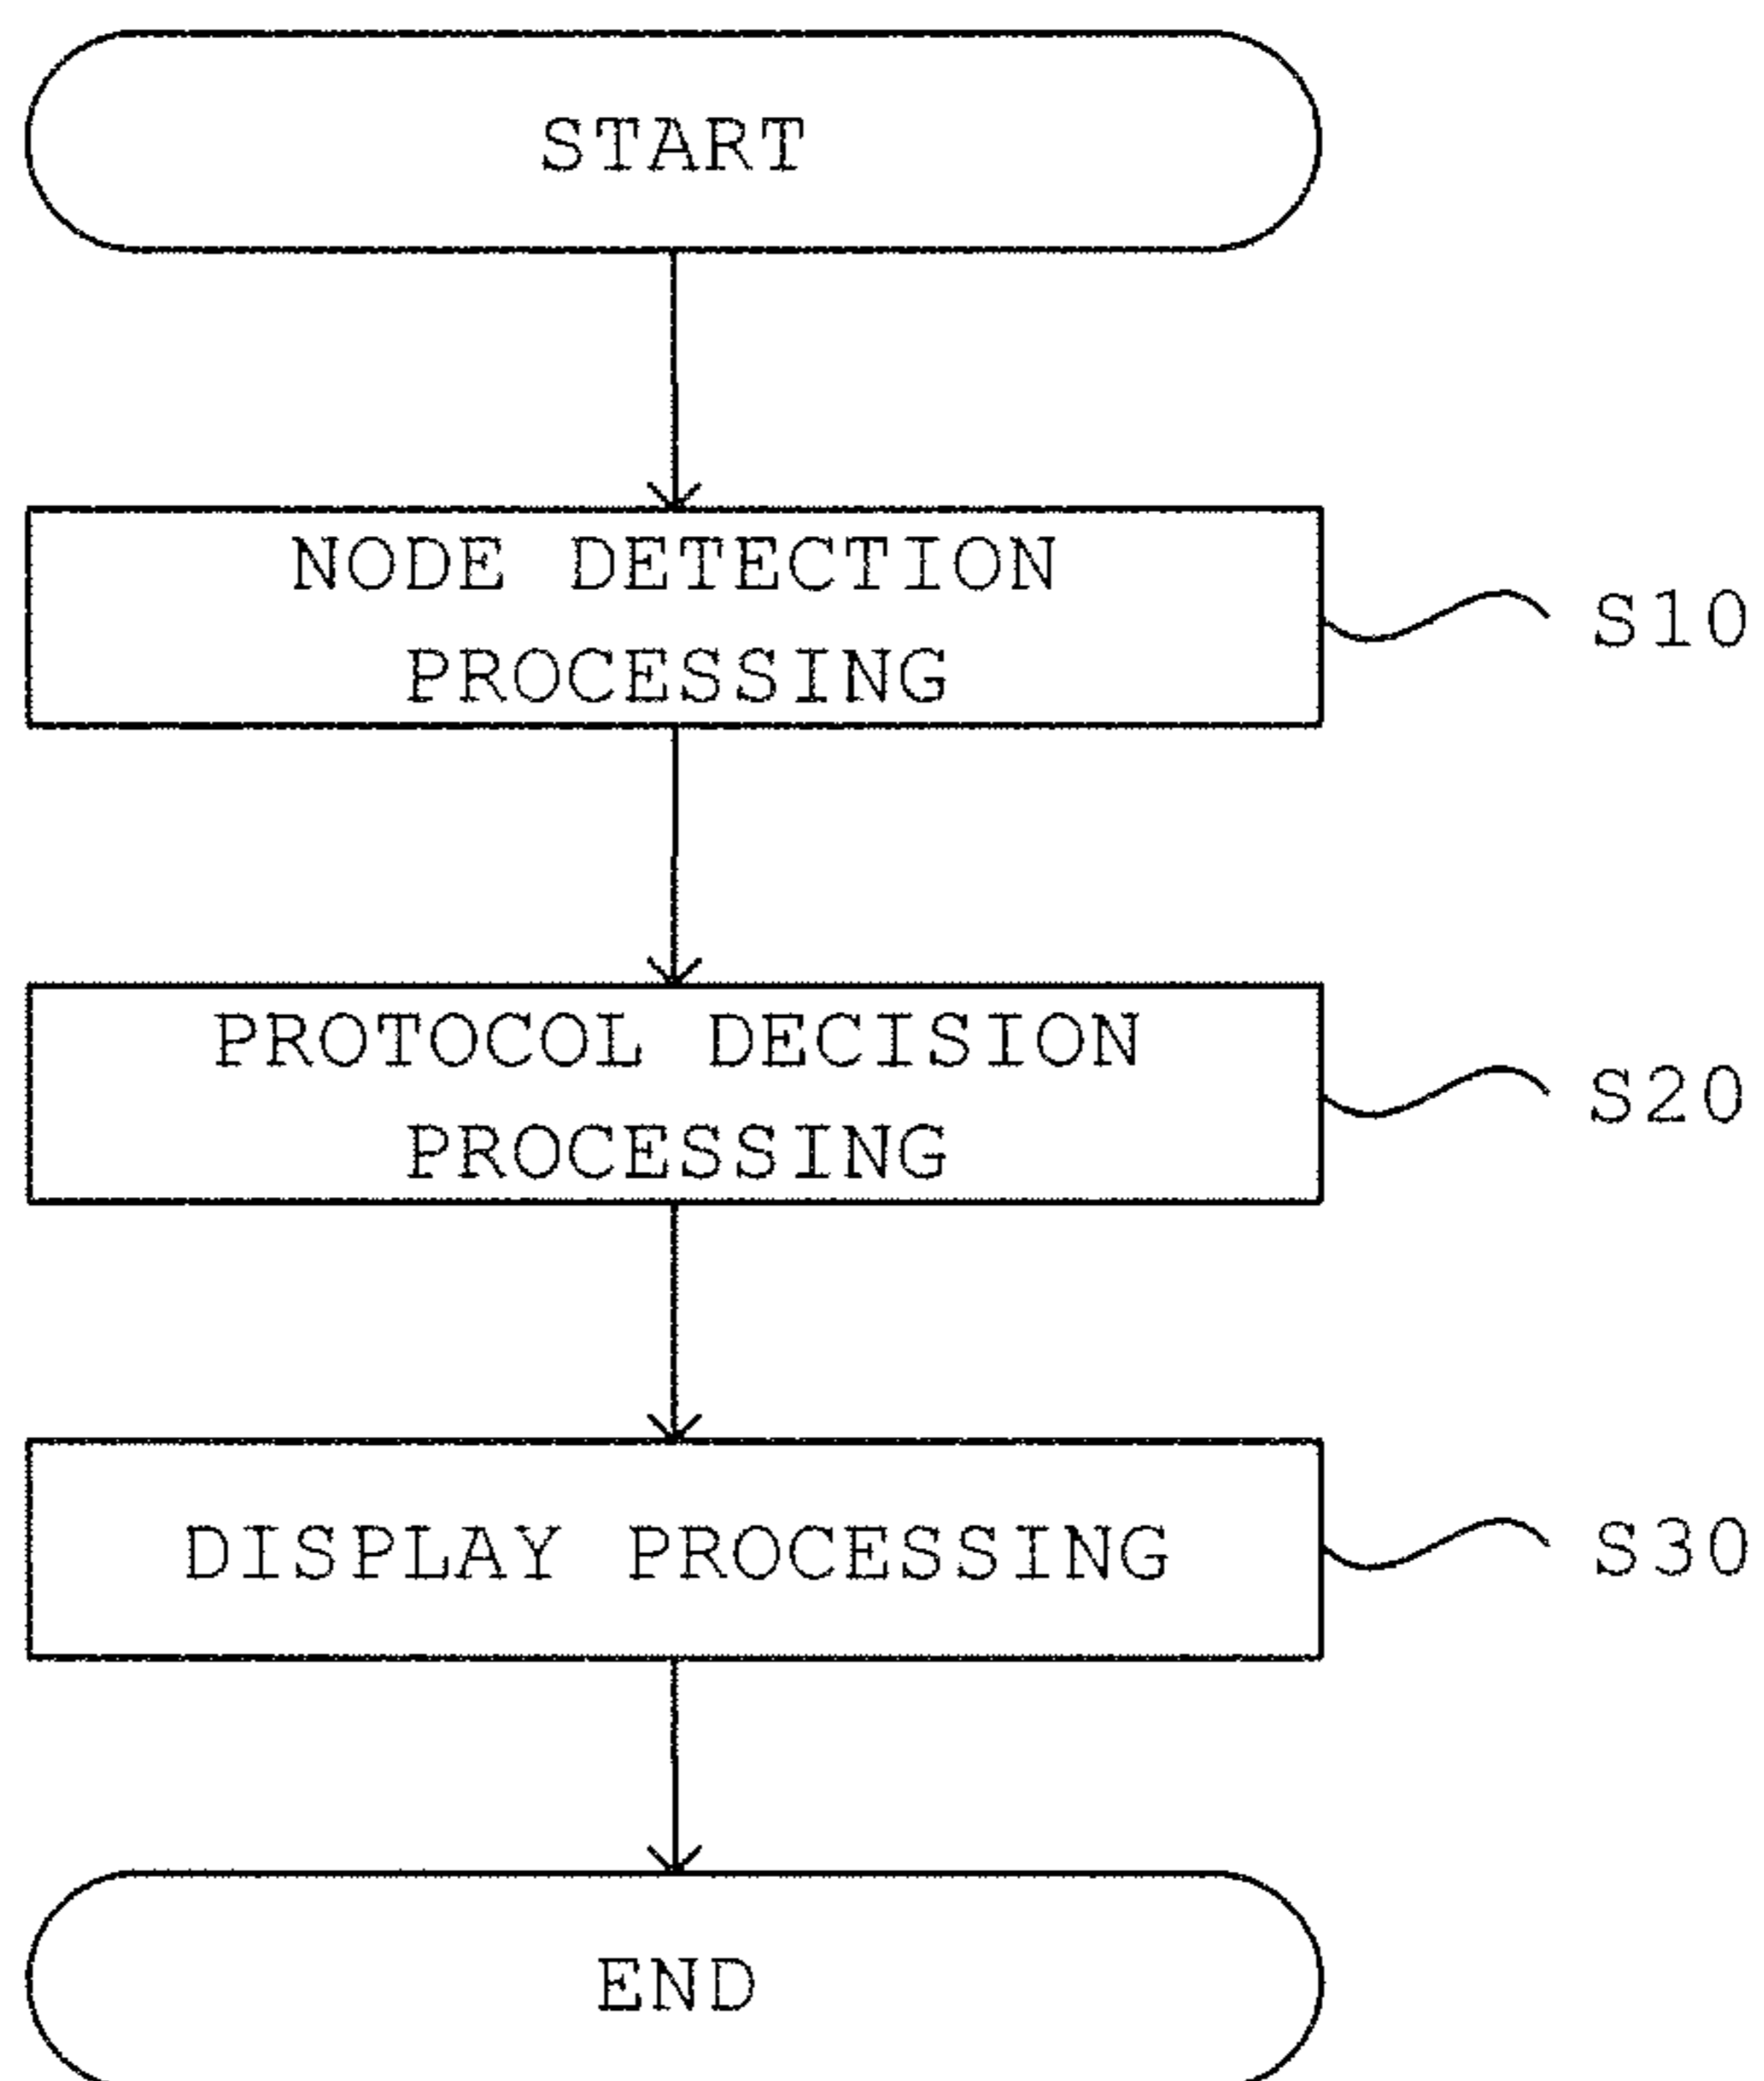 START
NODE DETECTION
PROCESSING
S10
PROTOCOL DECISION
PROCESSING
S20
DISPLAY PROCESSING
S30
END